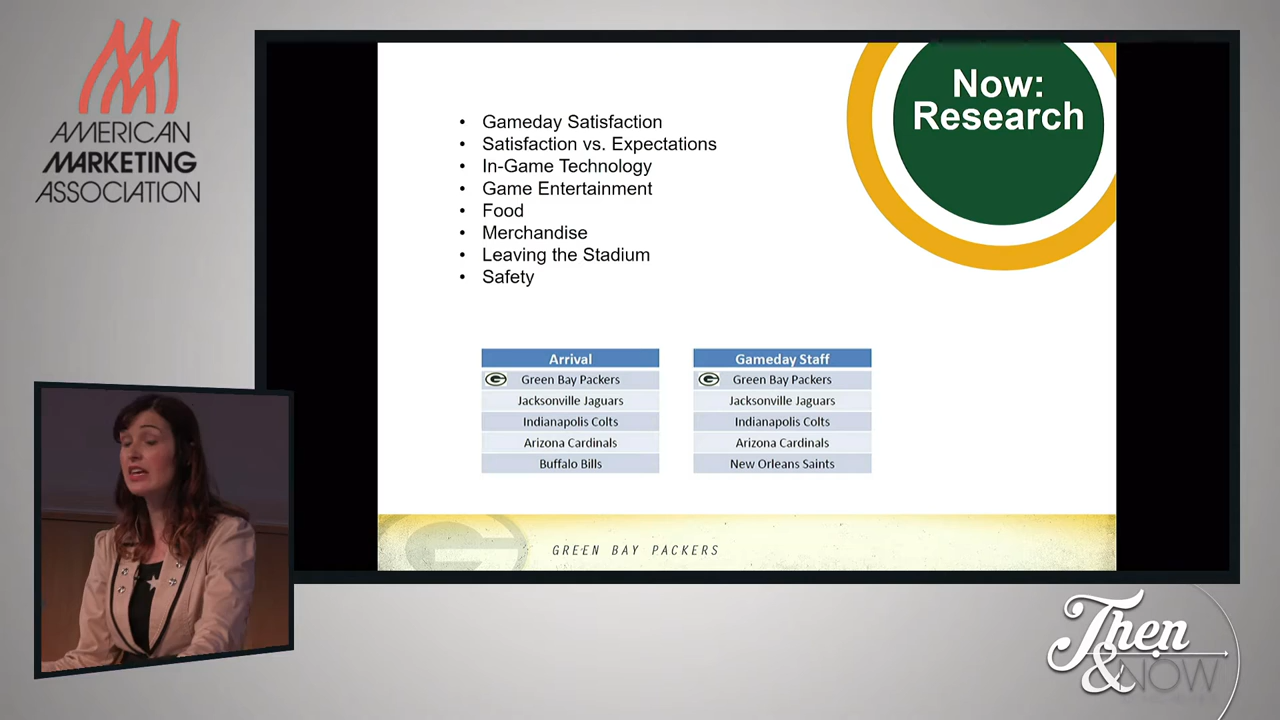 AMERICAN
MARKETING
ASSOCIATION
Now:
Research
• Gameday Satisfaction
• Satisfaction vs. Expectations
• In-Game Technology
• Game Entertainment
• Food
• Merchandise
• Leaving the Stadium
• Safety
Arrival
G Green Bay Packers
Jacksonville Jaguars
Indianapolis Colts
Arizona Cardinals
Buffalo Bills
Gameday Staff
G Green Bay Packers
Jacksonville Jaguars
Indianapolis Colts
Arizona Cardinals
New Orleans Saints
G
GREEN BAY PACKERS
Then
& NOW